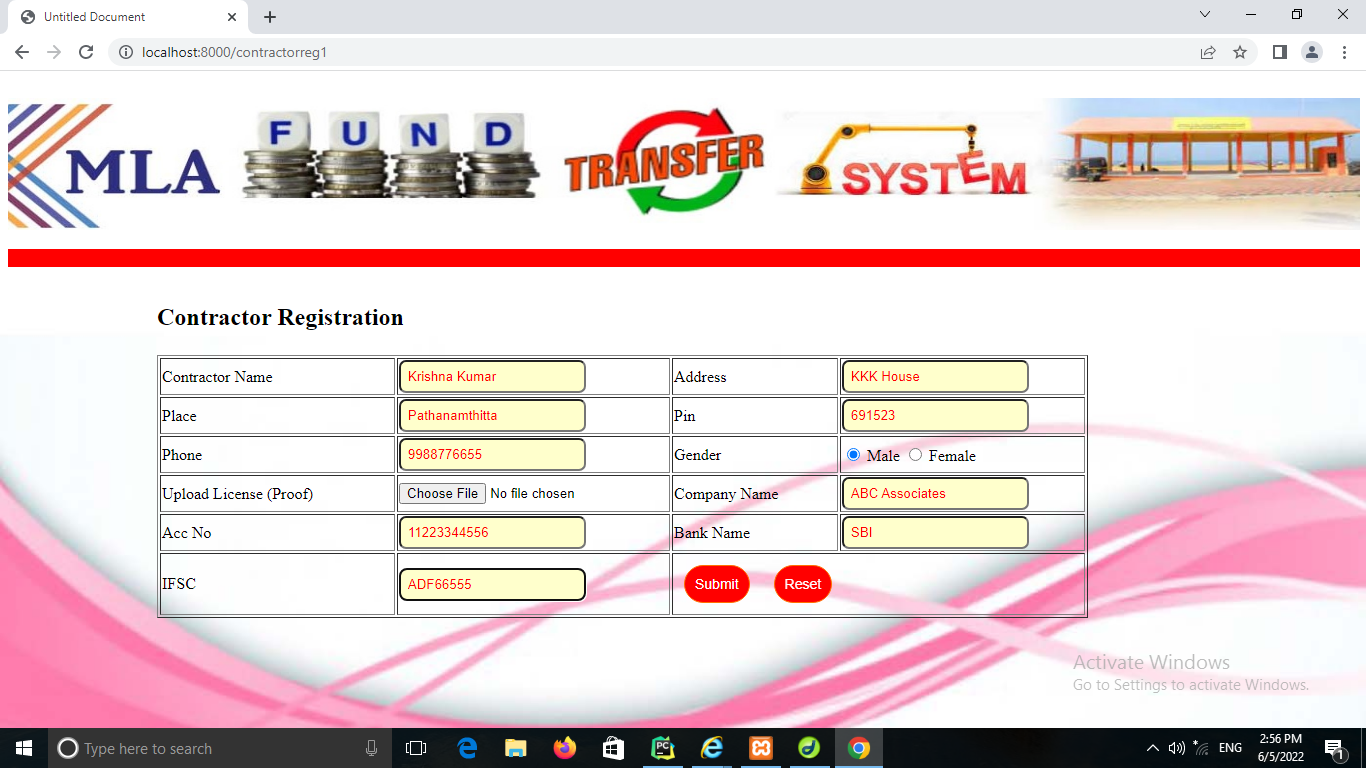 Untitled Document
localhost:8000/contractorreg1
MLA FUND TRANSFER SYSTEM
Contractor Registration
Contractor Name Krishna Kumar Address KKK House
Place Pathanamthitta Pin 691523
Phone 9988776655 Gender Male Female
Upload License (Proof) Choose File No file chosen Company Name ABC Associates
Acc No 11223344556 Bank Name SBI
IFSC ADF66555 Submit Reset
Activate Windows
Go to Settings to activate Windows.
Type here to search
PC
ENG
2:56 PM
6/5/2022
1